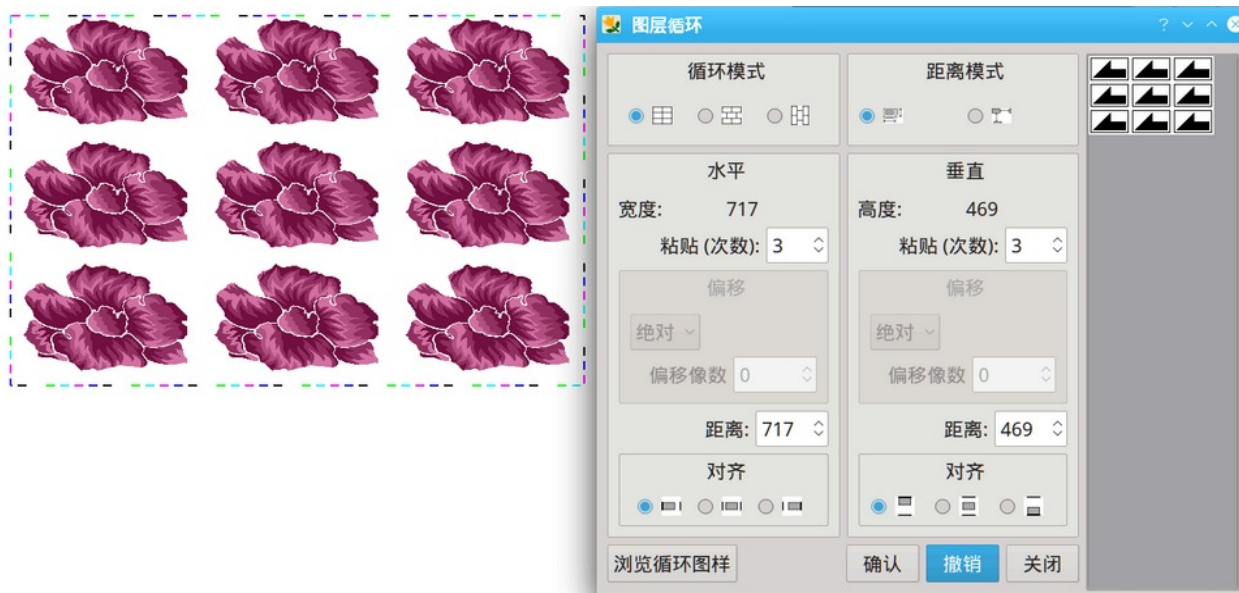 图层循环
循环模式
距离模式
水平
宽度: 717
粘贴 (次数): 3
偏移
绝对
偏移像数 0
距离: 717
对齐
垂直
高度: 469
粘贴 (次数): 3
偏移
绝对
偏移像数 0
距离: 469
对齐
浏览循环图样
确认
撤销
关闭